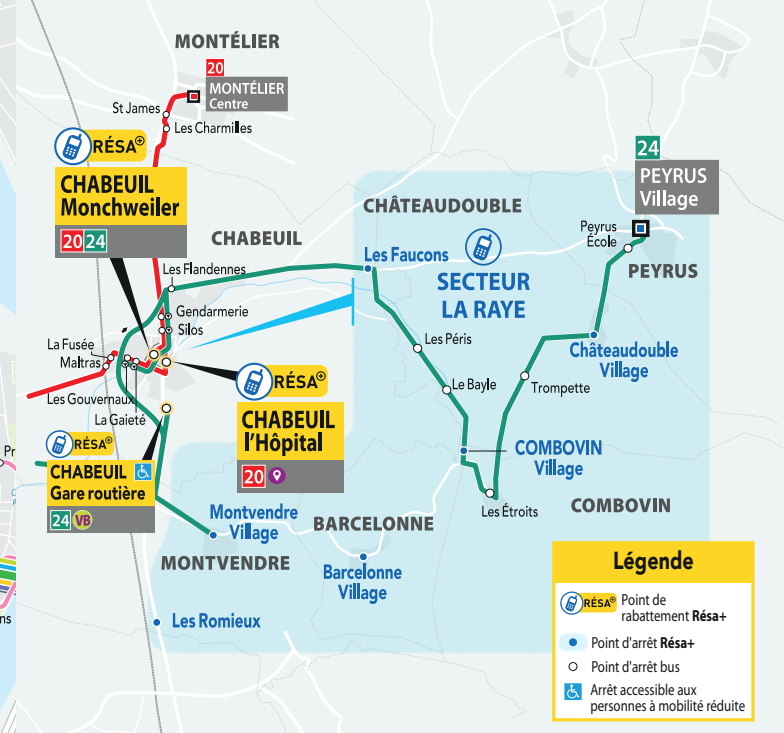 MONTÉLIER
20
MONTÉLIER
Centre
St James
Les Charmilles
RÉSA+
CHABEUIL
Monchweiler
20 24
24
PEYRUS
Village
CHÂTEAUDOUBLE
Peyrus
École
CHABEUIL
Les Faucons
SECTEUR
LA RAYE
PEYRUS
Les Flandennes
Gendarmerie
Silos
La Fusée
Maltras
Les Péris
Châteaudouble
Village
Les Gouvernaux
La Gaieté
RÉSA+
CHABEUIL
l'Hôpital
20
Le Bayle
Trompette
RÉSA+
CHABEUIL
Gare routière
24 VB
Pr
COMBOVIN
Village
Les Étroits
COMBOVIN
Montvendre
Village
BARCELONNE
MONTVENDRE
Barcelonne
Village
Les Romieux
ns
Légende
RÉSA+ Point de
rabattement Résa+
Point d'arrêt Résa+
Point d'arrêt bus
Arrêt accessible aux
personnes à mobilité réduite